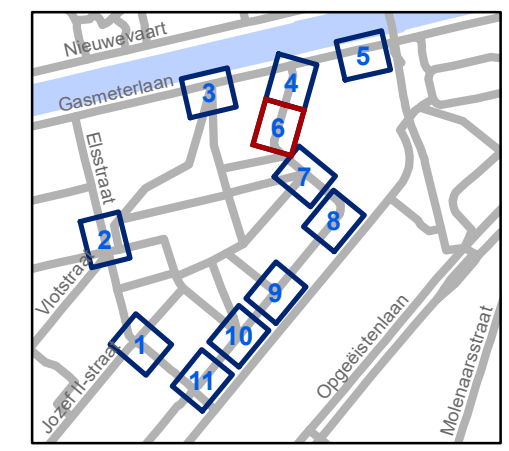 Nieuwevaart
5
4
Gasmeterlaan
3
6
Elsstraat
7
8
2
Vlotstraat
9
10
1
Jozef II-straat
11
Opgeëistenlaan
Molenaarsstraat